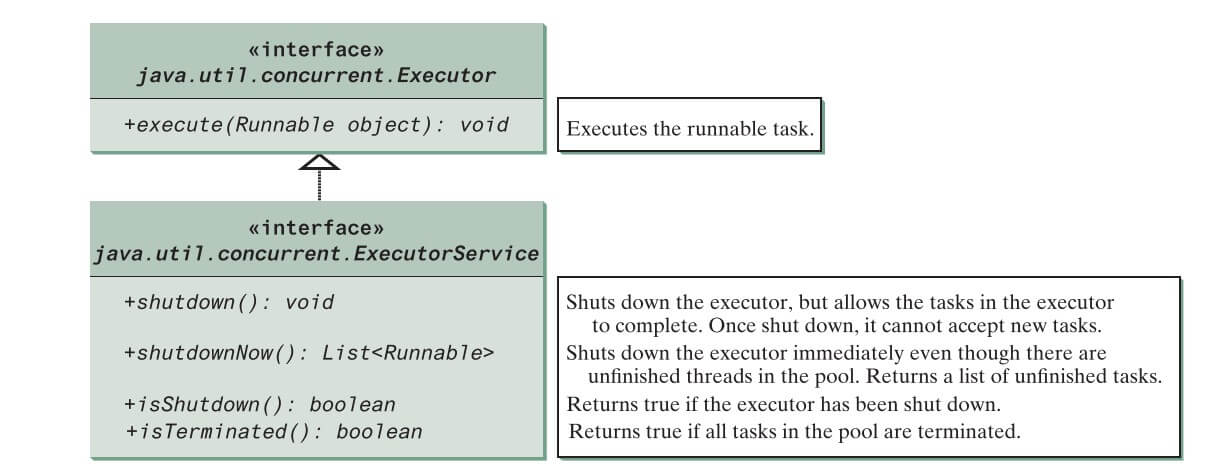 «interface»
java.util.concurrent.Executor
+execute(Runnable object): void
Executes the runnable task.
«interface»
java.util.concurrent.ExecutorService
+shutdown(): void
Shuts down the executor, but allows the tasks in the executor
to complete. Once shut down, it cannot accept new tasks.
+shutdownNow(): List<Runnable>
Shuts down the executor immediately even though there are
unfinished threads in the pool. Returns a list of unfinished tasks.
+isShutdown(): boolean
Returns true if the executor has been shut down.
+isTerminated(): boolean
Returns true if all tasks in the pool are terminated.